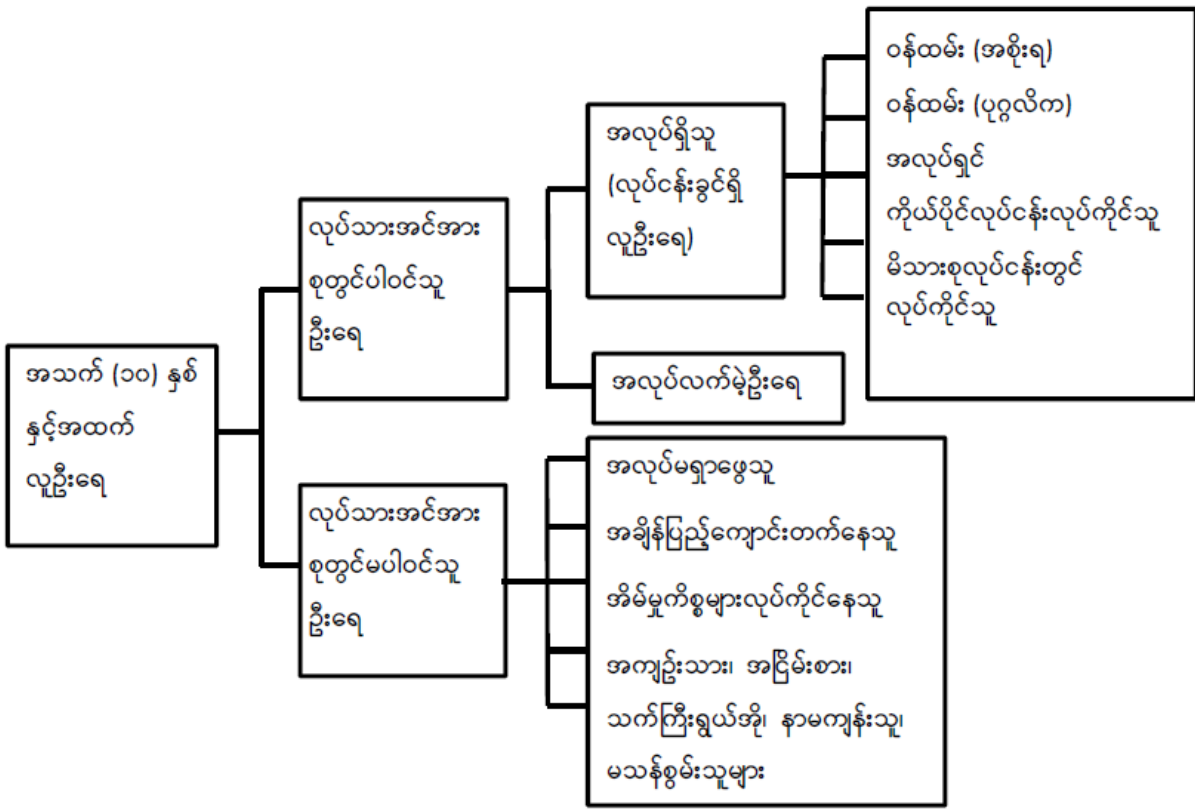 အသက် (၁၀) နှစ်
နှင့်အထက်
လူဦးရေ
လုပ်သားအင်အား
စုတွင်ပါဝင်သူ
ဦးရေ
လုပ်သားအင်အား
စုတွင်မပါဝင်သူ
ဦးရေ
အလုပ်ရှိသူ
(လုပ်ငန်းခွင်ရှိ
လူဦးရေ)
အလုပ်လက်မဲ့ဦးရေ
ဝန်ထမ်း (အစိုးရ)
ဝန်ထမ်း (ပုဂ္ဂလိက)
အလုပ်ရှင်
ကိုယ်ပိုင်လုပ်ငန်းလုပ်ကိုင်သူ
မိသားစုလုပ်ငန်းတွင်
လုပ်ကိုင်သူ
အလုပ်မရှာဖွေသူ
အချိန်ပြည့်ကျောင်းတက်နေသူ
အိမ်မှုကိစ္စများလုပ်ကိုင်နေသူ
အကျဥ်းသား၊ အငြိမ်းစား၊
သက်ကြီးရွယ်အို၊ နာမကျန်းသူ၊
မသန်စွမ်းသူများ